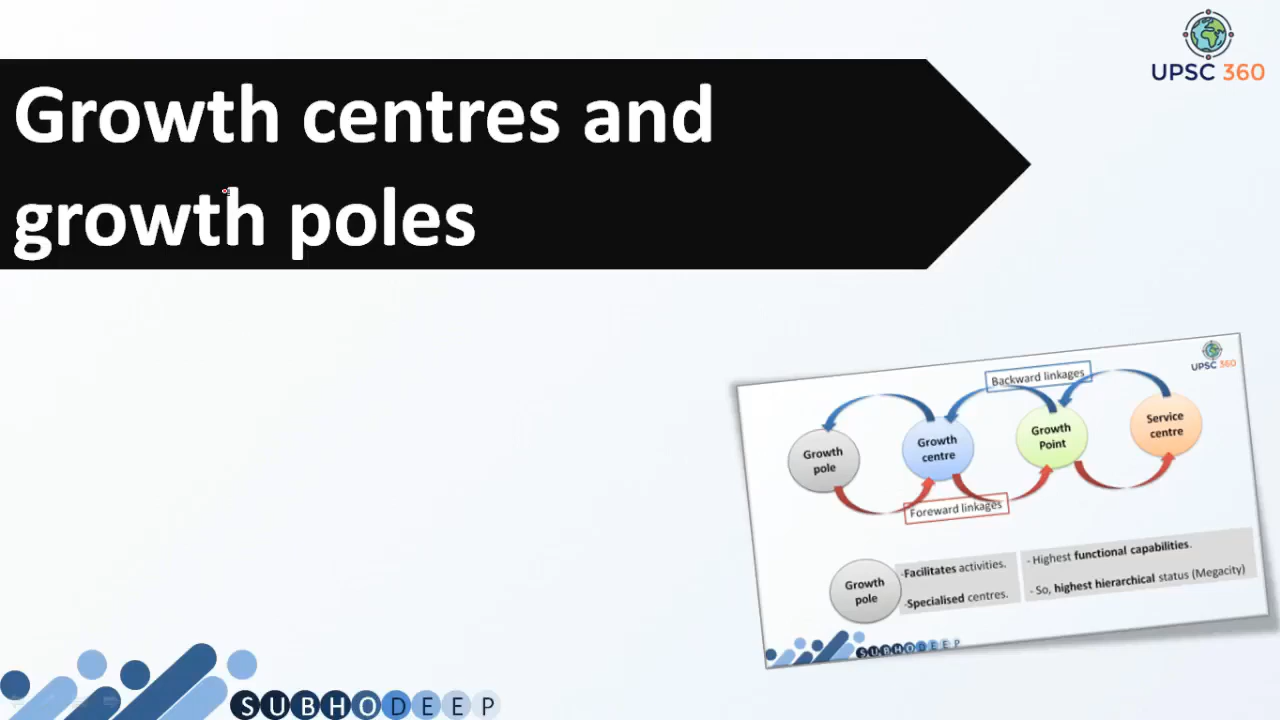 UPSC 360
Growth centres and
growth poles
UPSC 360
Backward linkages
Growth
pole
Growth
centre
Growth
Point
Service
centre
Foreward linkages
Growth
pole
-Facilitates activities.
-Specialised centres.
- Highest functional capabilities.
- So, highest hierarchical status (Megacity)
SUBHODEEP
SUBHODEEP